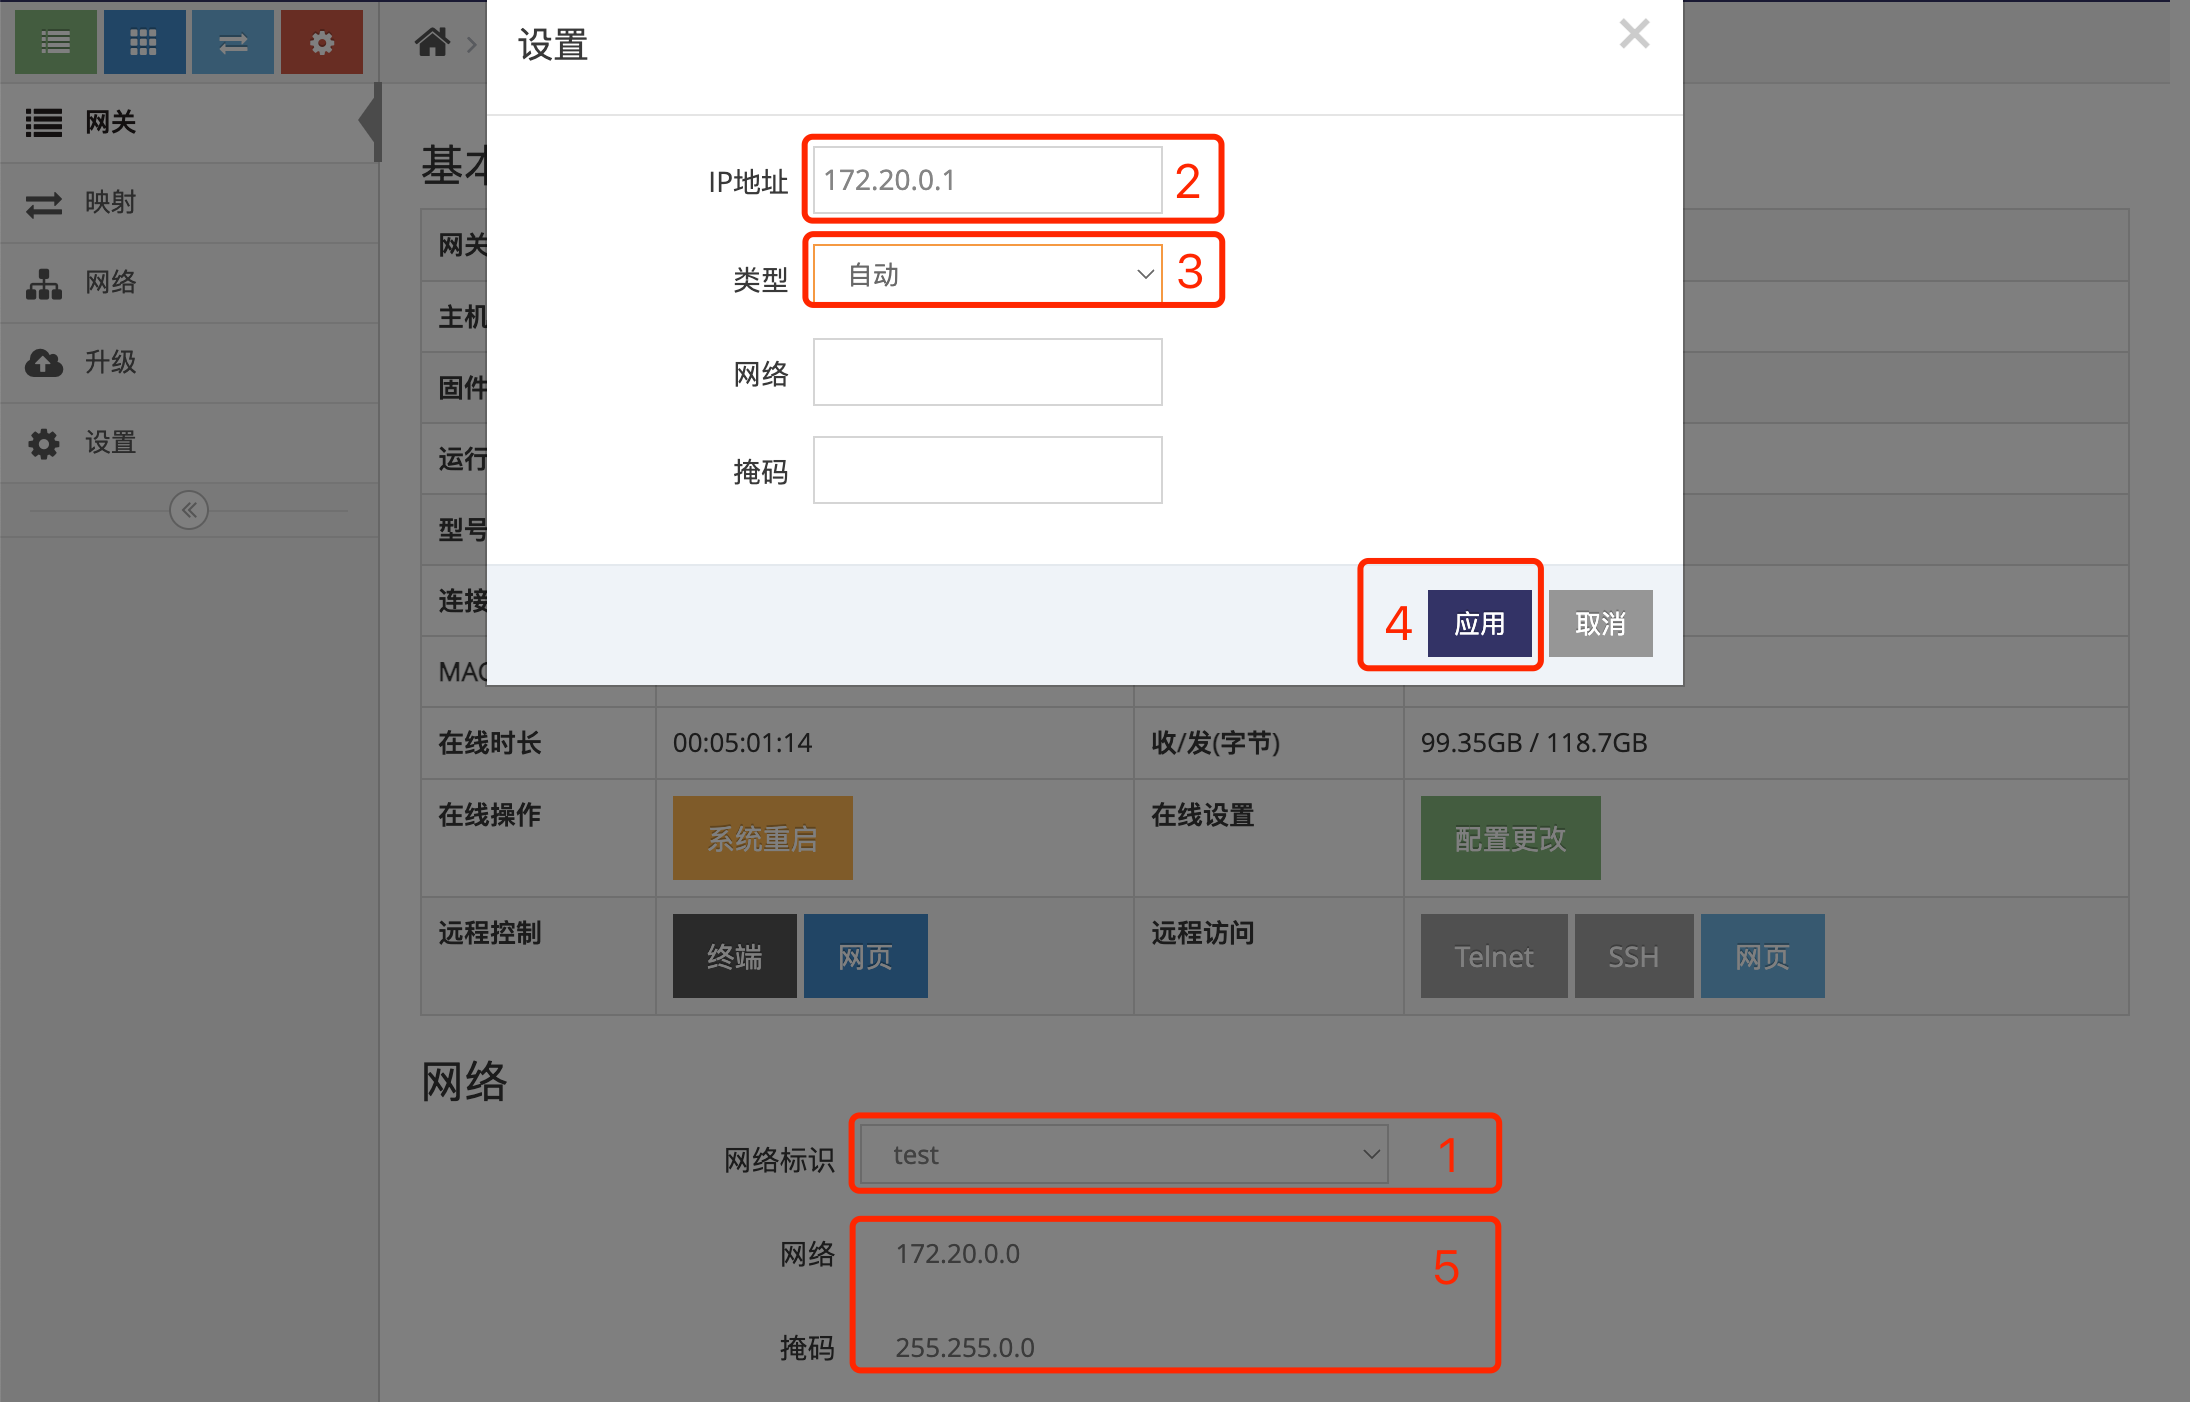 设置
IP地址 172.20.0.1 2
类型 自动 3
网络
掩码
4 应用 取消
网关
映射
网络
升级
设置
基本
网关
主机
固件
运行
型号
连接
MAC
在线时长 00:05:01:14 收/发(字节) 99.35GB / 118.7GB
在线操作 系统重启 在线设置 配置更改
远程控制 终端 网页 远程访问 Telnet SSH 网页
网络
网络标识 test 1
网络 172.20.0.0 5
掩码 255.255.0.0